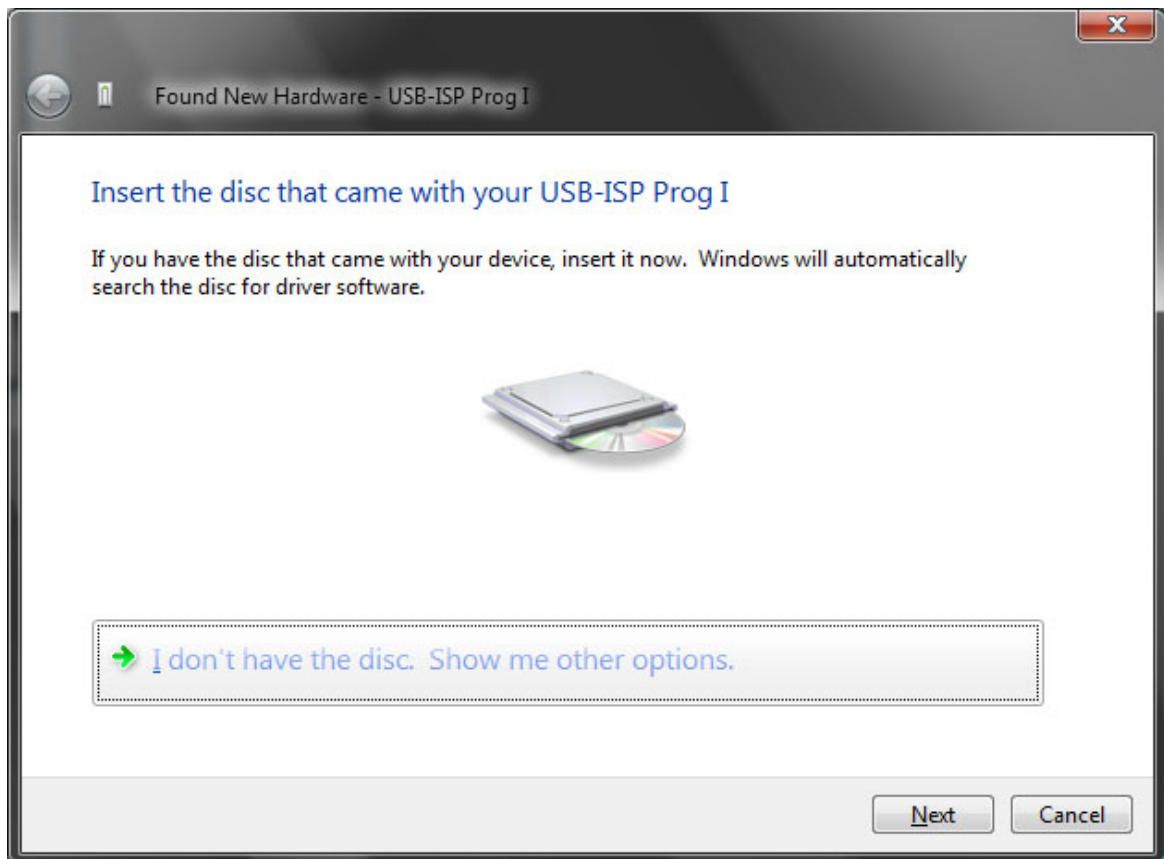 Found New Hardware - USB-ISP Prog I
Insert the disc that came with your USB-ISP Prog I
If you have the disc that came with your device, insert it now.  Windows will automatically
search the disc for driver software.
I don't have the disc.  Show me other options.
Next
Cancel